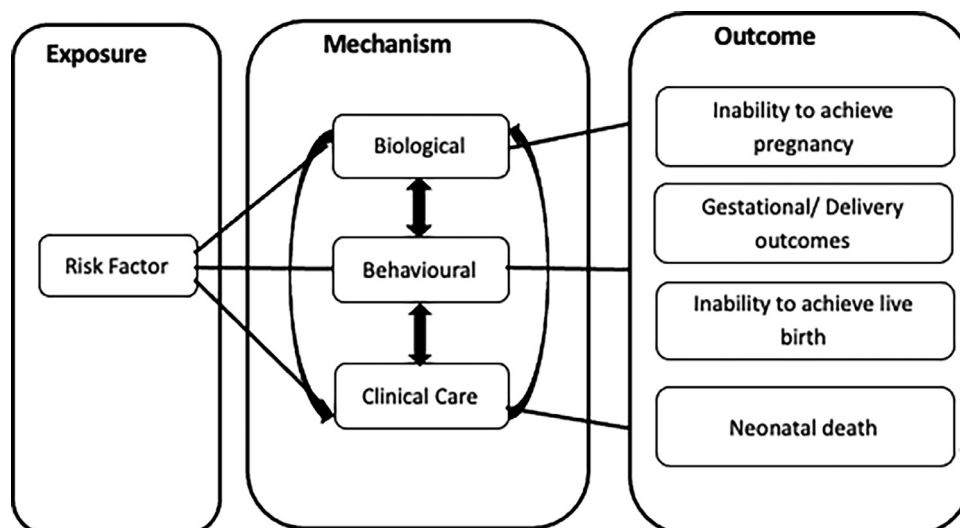 Exposure
Risk Factor
Mechanism
Biological
Behavioural
Clinical Care
Outcome
Inability to achieve
pregnancy
Gestational/ Delivery
outcomes
Inability to achieve live
birth
Neonatal death